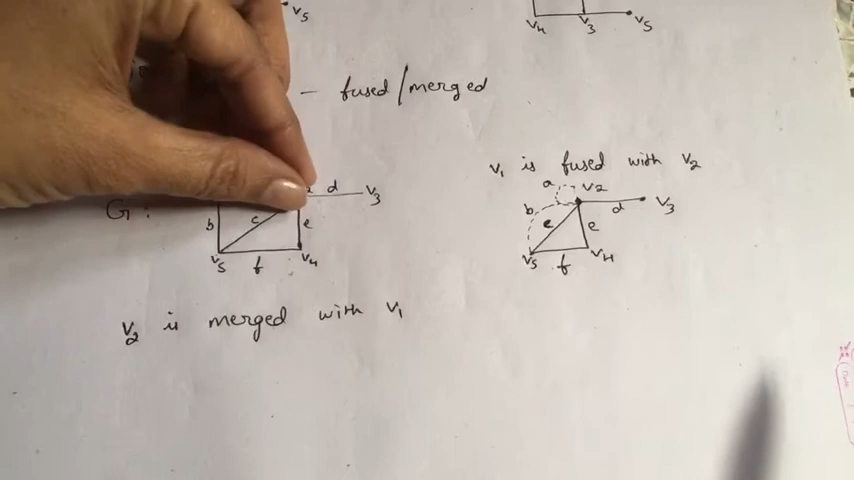 V5
V4 V3 V5
— fused/merged
V1 is fused with V2
a V2
d V3
b d V3
G: b c e
c e
V5 f V4
V5 f V4
V2 is merged with V1